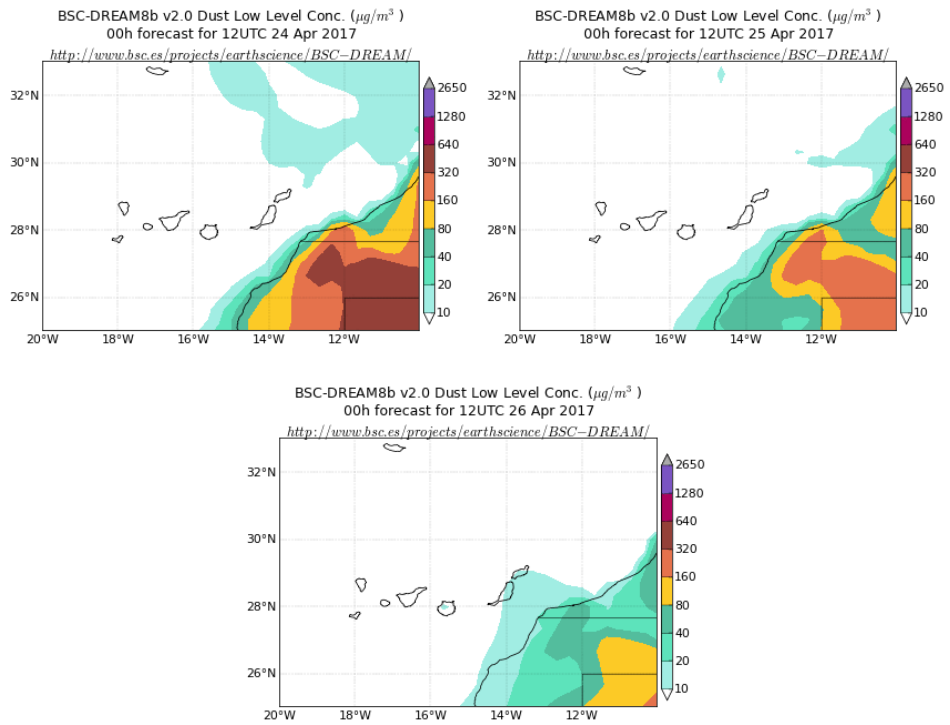 BSC-DREAM8b v2.0 Dust Low Level Conc. (μg/m³ )
00h forecast for 12UTC 24 Apr 2017
http://www.bsc.es/projects/earthscience/BSC−DREAM/
32°N
30°N
28°N
26°N
20°W 18°W 16°W 14°W 12°W
2650
1280
640
320
160
80
40
20
10
BSC-DREAM8b v2.0 Dust Low Level Conc. (μg/m³ )
00h forecast for 12UTC 25 Apr 2017
http://www.bsc.es/projects/earthscience/BSC−DREAM/
32°N
30°N
28°N
26°N
20°W 18°W 16°W 14°W 12°W
2650
1280
640
320
160
80
40
20
10
BSC-DREAM8b v2.0 Dust Low Level Conc. (μg/m³ )
00h forecast for 12UTC 26 Apr 2017
http://www.bsc.es/projects/earthscience/BSC−DREAM/
32°N
30°N
28°N
26°N
20°W 18°W 16°W 14°W 12°W
2650
1280
640
320
160
80
40
20
10